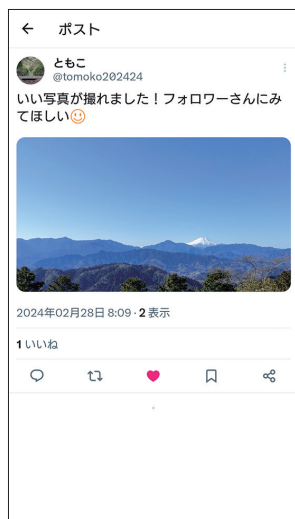 ポスト
ともこ
@tomoko202424
いい写真が撮れました！フォロワーさんにみ
てほしい
2024年02月28日 8:09 · 2 表示
1 いいね